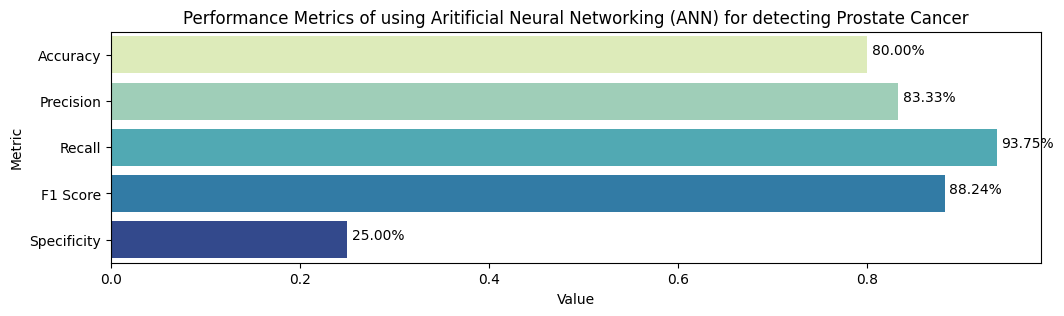 Performance Metrics of using Aritificial Neural Networking (ANN) for detecting Prostate Cancer
Metric
Accuracy
80.00%
Precision
83.33%
Recall
93.75%
F1 Score
88.24%
Specificity
25.00%
0.0 0.2 0.4 0.6 0.8
Value